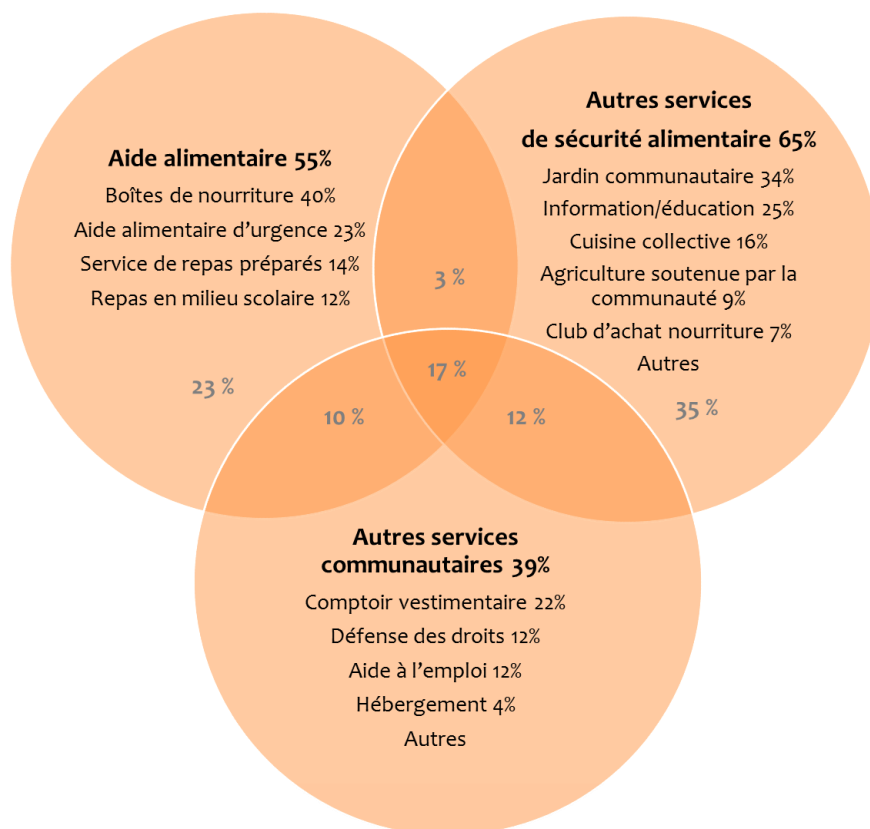 Aide alimentaire 55%
Boîtes de nourriture 40%
Aide alimentaire d’urgence 23%
Service de repas préparés 14%
Repas en milieu scolaire 12%
23 %
Autres services
de sécurité alimentaire 65%
Jardin communautaire 34%
Information/éducation 25%
Cuisine collective 16%
Agriculture soutenue par la
communauté 9%
Club d’achat nourriture 7%
Autres
35 %
3 %
17 %
10 %
12 %
Autres services
communautaires 39%
Comptoir vestimentaire 22%
Défense des droits 12%
Aide à l’emploi 12%
Hébergement 4%
Autres